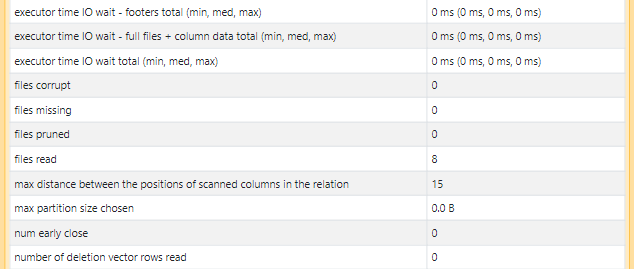 executor time IO wait - footers total (min, med, max) 0 ms (0 ms, 0 ms, 0 ms)
executor time IO wait - full files + column data total (min, med, max) 0 ms (0 ms, 0 ms, 0 ms)
executor time IO wait total (min, med, max) 0 ms (0 ms, 0 ms, 0 ms)
files corrupt 0
files missing 0
files pruned 0
files read 8
max distance between the positions of scanned columns in the relation 15
max partition size chosen 0.0 B
num early close 0
number of deletion vector rows read 0